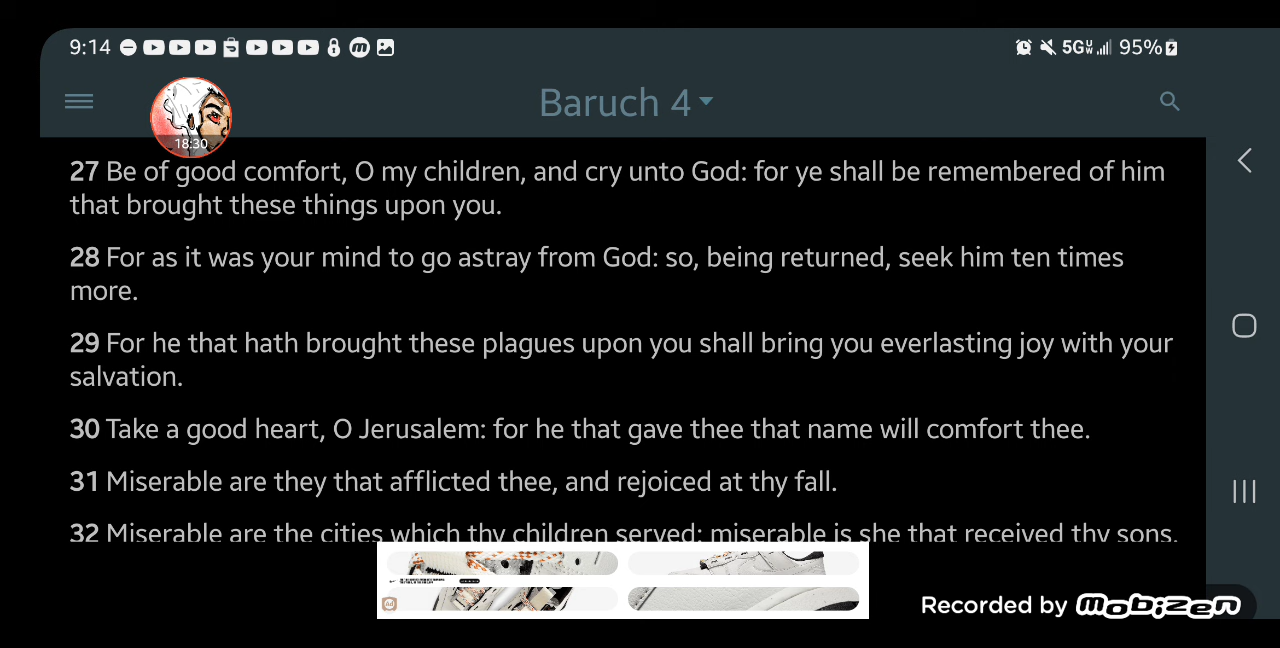 9:14
5G
95%
Baruch 4
18:30
27 Be of good comfort, O my children, and cry unto God: for ye shall be remembered of him
that brought these things upon you.
28 For as it was your mind to go astray from God: so, being returned, seek him ten times
more.
29 For he that hath brought these plagues upon you shall bring you everlasting joy with your
salvation.
30 Take a good heart, O Jerusalem: for he that gave thee that name will comfort thee.
31 Miserable are they that afflicted thee, and rejoiced at thy fall.
32 Miserable are the cities which thy children served: miserable is she that received thy sons.
Ad
Recorded by mobizen